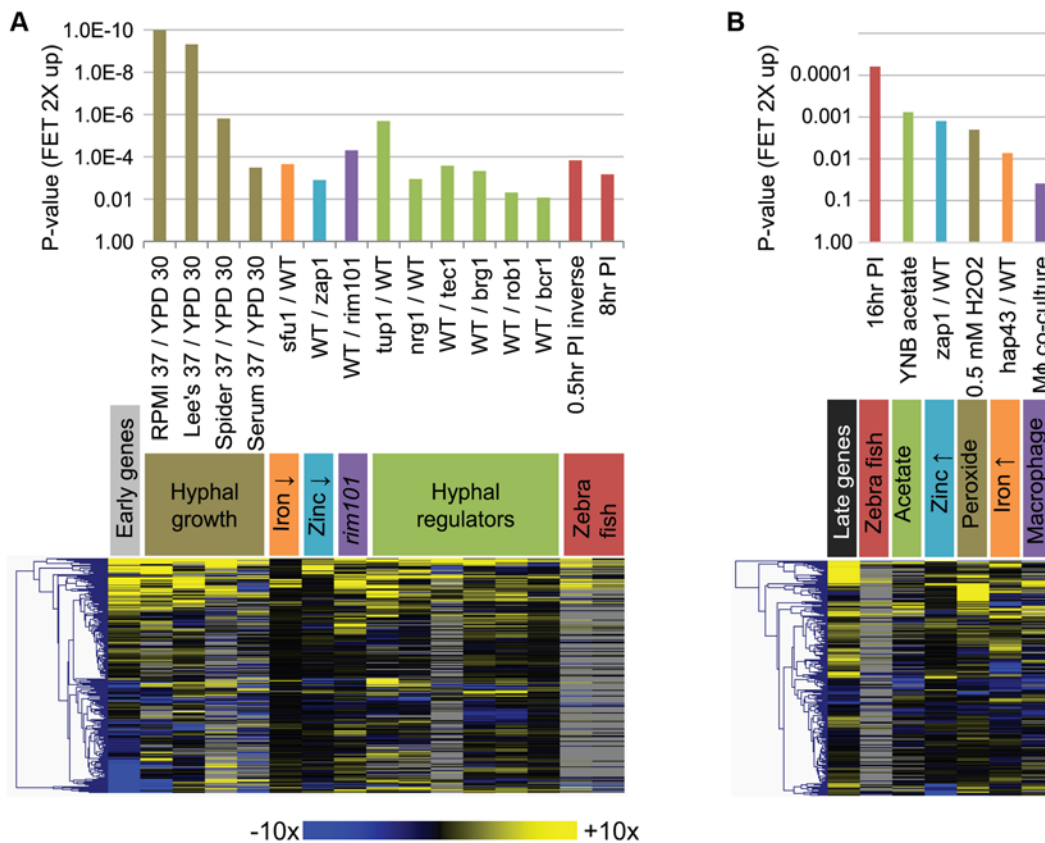 A
P-value (FET 2X up)
1.0E-10
1.0E-8
1.0E-6
1.0E-4
0.01
1.00
RPMI 37 / YPD 30
Lee's 37 / YPD 30
Spider 37 / YPD 30
Serum 37 / YPD 30
sfu1 / WT
WT / zap1
WT / rim101
tup1 / WT
nrg1 / WT
WT / tec1
WT / brg1
WT / rob1
WT / bcr1
0.5hr PI inverse
8hr PI
Early genes
Hyphal
growth
Iron ↓
Zinc ↓
rim101
Hyphal
regulators
Zebra
fish
-10x
+10x
B
P-value (FET 2X up)
0.0001
0.001
0.01
0.1
1.00
16hr PI
YNB acetate
zap1 / WT
0.5 mM H2O2
hap43 / WT
MΦ co-culture
Late genes
Zebra fish
Acetate
Zinc ↑
Peroxide
Iron ↑
Macrophage